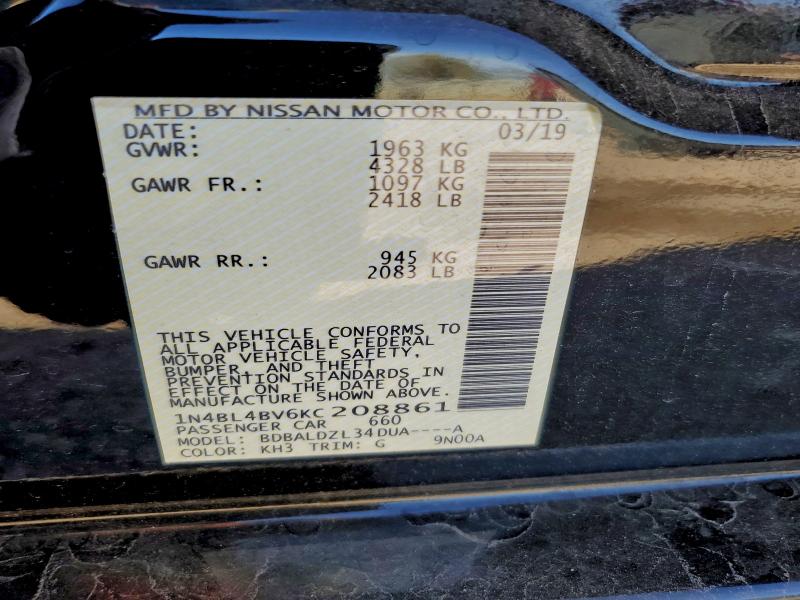 MFD BY NISSAN MOTOR CO., LTD.
DATE: 03/19
GVWR: 1963 KG
4328 LB
GAWR FR.: 1097 KG
2418 LB
GAWR RR.: 945 KG
2083 LB
THIS VEHICLE CONFORMS TO
ALL APPLICABLE FEDERAL
MOTOR VEHICLE SAFETY,
BUMPER, AND THEFT
PREVENTION STANDARDS IN
EFFECT ON THE DATE OF
MANUFACTURE SHOWN ABOVE.
1N4BL4BV6KC208861
PASSENGER CAR 660
MODEL: BDBALDZL34DUA----A
COLOR: KH3 TRIM: G 9N00A